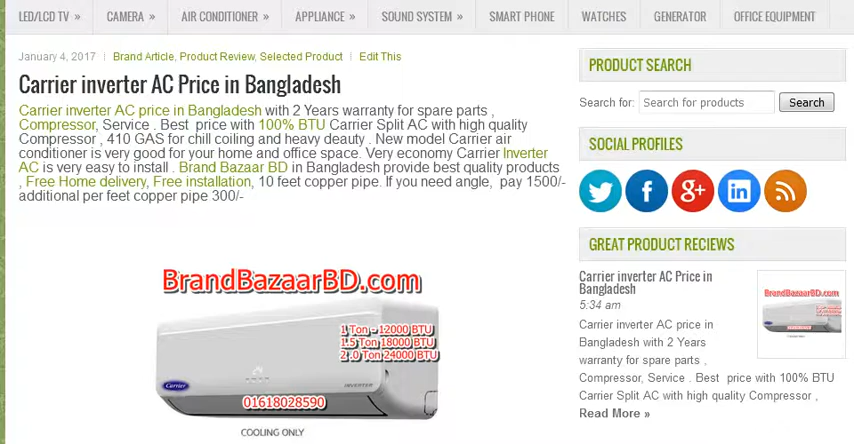 LED/LCD TV »
CAMERA »
AIR CONDITIONER »
APPLIANCE »
SOUND SYSTEM »
SMART PHONE
WATCHES
GENERATOR
OFFICE EQUIPMENT
January 4, 2017 | Brand Article, Product Review, Selected Product | Edit This
Carrier inverter AC Price in Bangladesh
Carrier inverter AC price in Bangladesh with 2 Years warranty for spare parts ,
Compressor, Service . Best price with 100% BTU Carrier Split AC with high quality
Compressor , 410 GAS for chill coiling and heavy deauty . New model Carrier air
conditioner is very good for your home and office space. Very economy Carrier Inverter
AC is very easy to install . Brand Bazaar BD in Bangladesh provide best quality products
, Free Home delivery, Free installation, 10 feet copper pipe. If you need angle, pay 1500/-
additional per feet copper pipe 300/-
BrandBazaarBD.com
1 Ton - 12000 BTU
1.5 Ton 18000 BTU
2 .0 Ton 24000 BTU
Carrier
INVERTER
01618028590
COOLING ONLY
PRODUCT SEARCH
Search for: Search for products Search
SOCIAL PROFILES
GREAT PRODUCT RECIEWS
Carrier inverter AC Price in
Bangladesh
5:34 am
Carrier inverter AC price in
Bangladesh with 2 Years
warranty for spare parts ,
Compressor, Service . Best price with 100% BTU
Carrier Split AC with high quality Compressor ,
Read More »
BrandBazaarBD.com